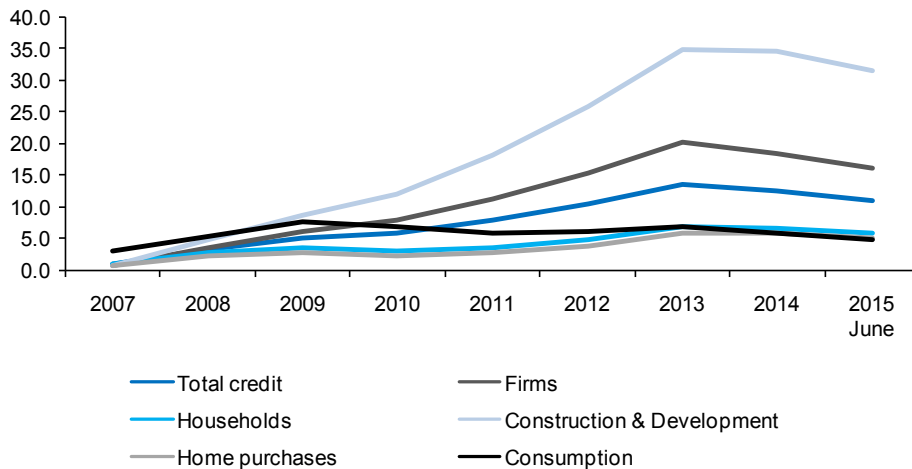 40.0
35.0
30.0
25.0
20.0
15.0
10.0
5.0
0.0
2007 2008 2009 2010 2011 2012 2013 2014 2015
June
Total credit Firms
Households Construction & Development
Home purchases Consumption